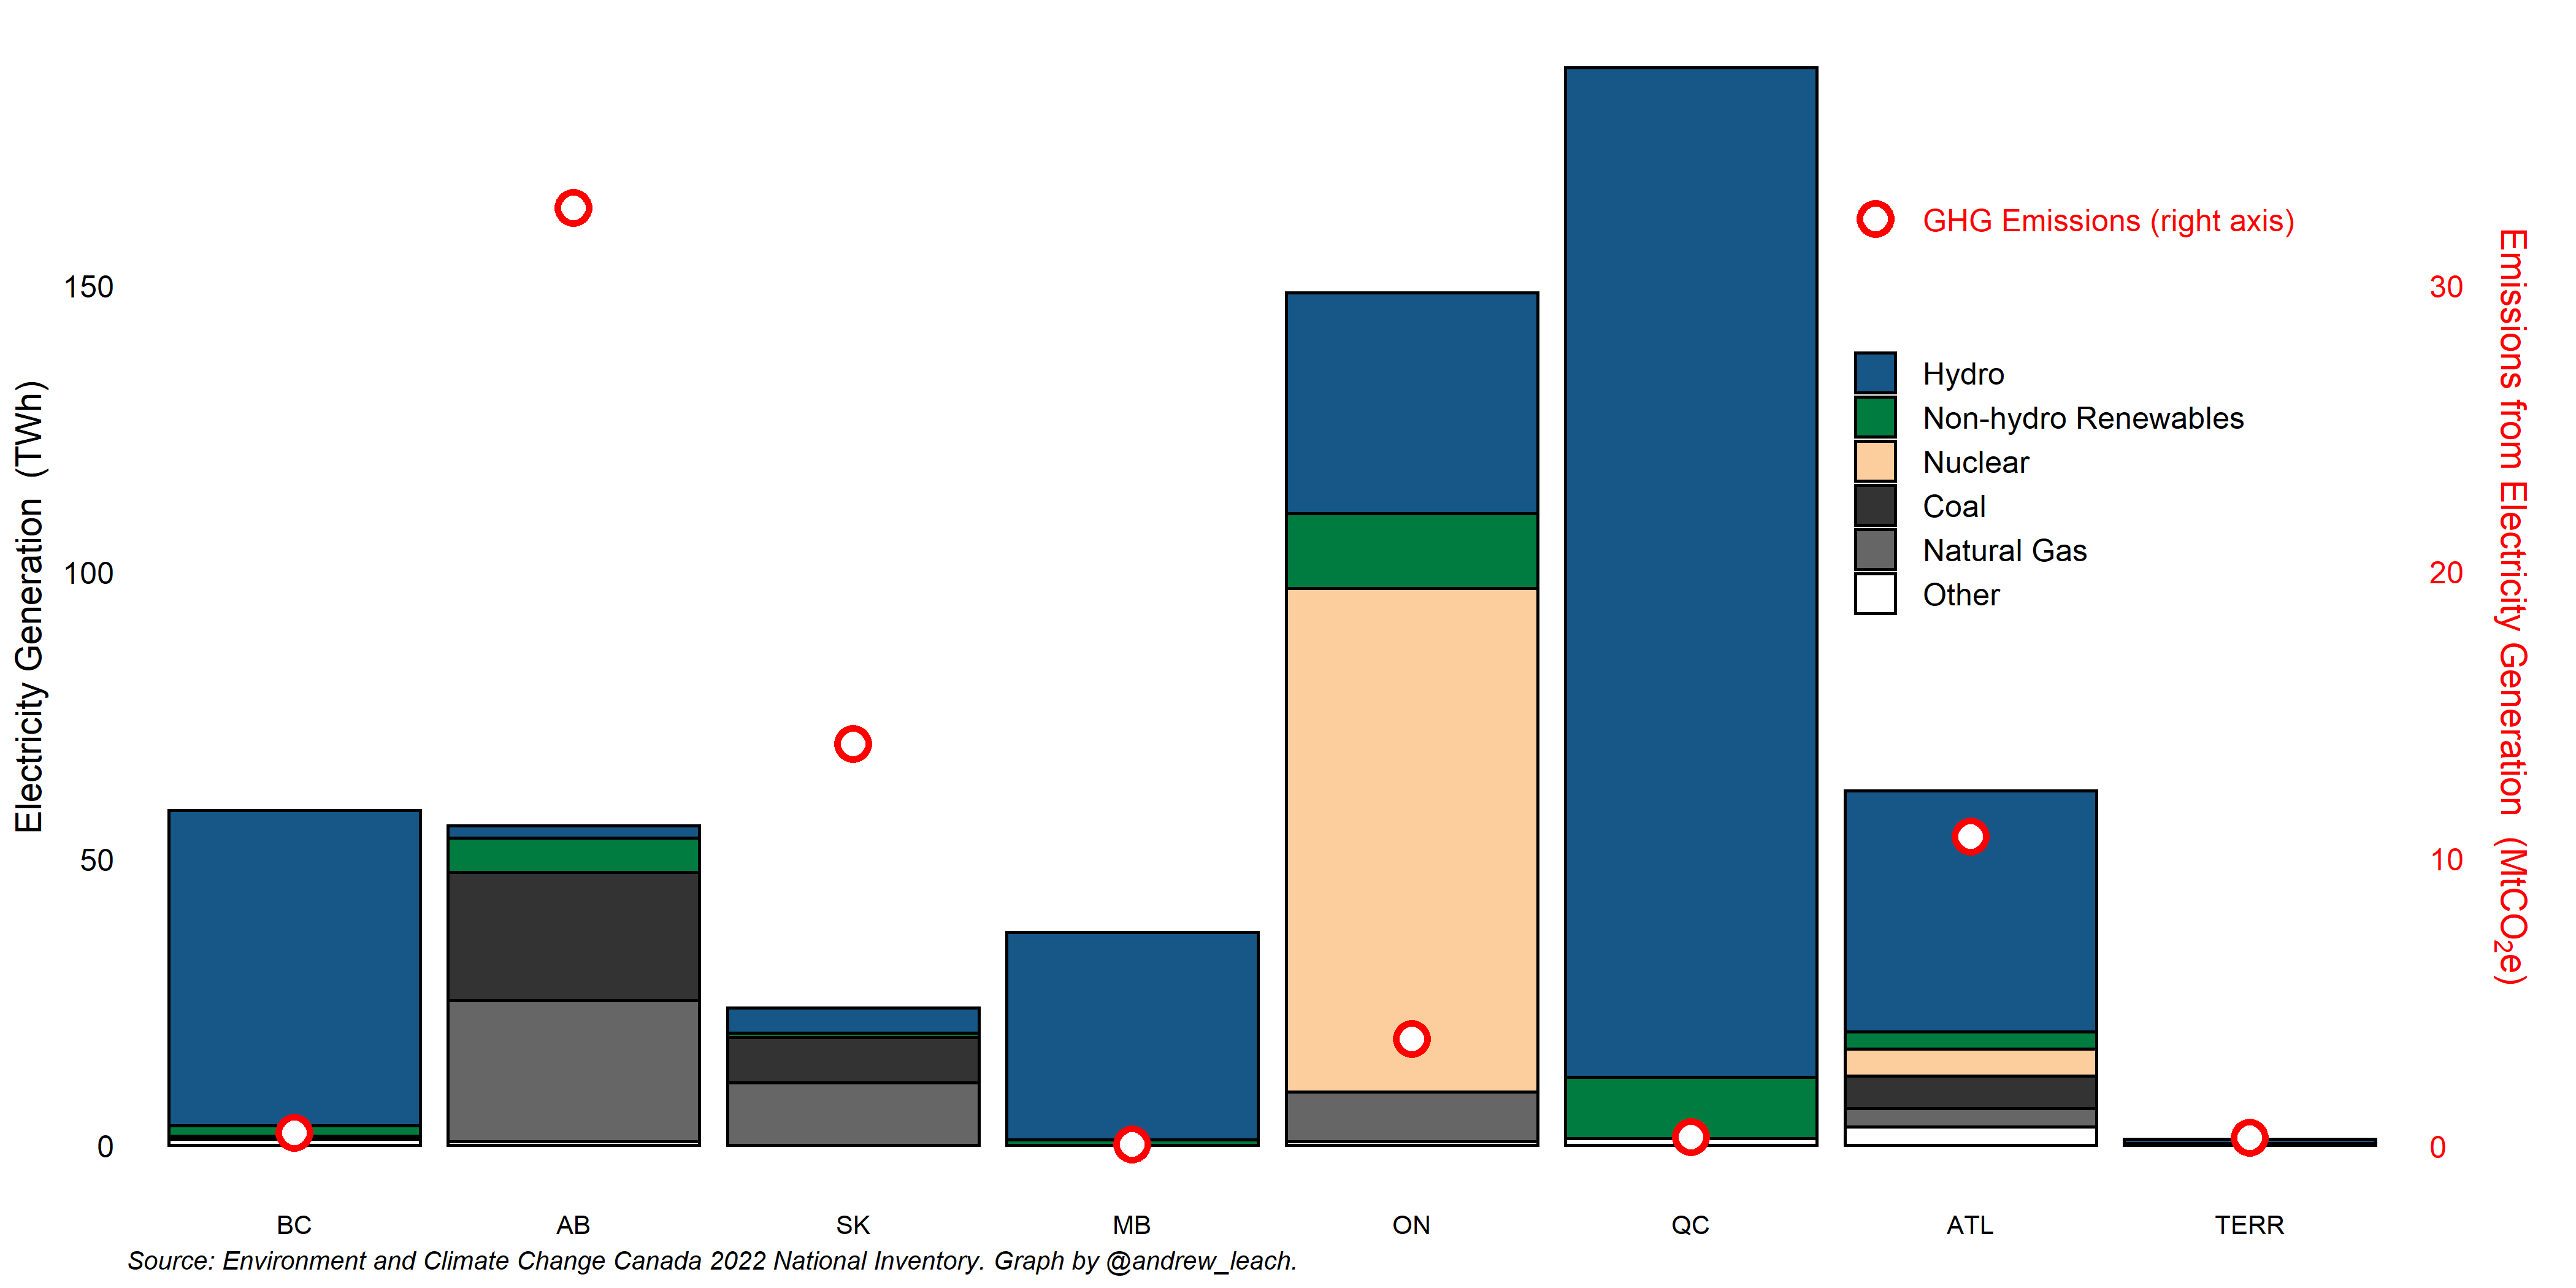 GHG Emissions (right axis)
150
30
Hydro
Non-hydro Renewables
Nuclear
Coal
Natural Gas
Other
100
20
50
10
0
0
Electricity Generation (TWh)
Emissions from Electricity Generation (MtCO₂e)
BC
AB
SK
MB
ON
QC
ATL
TERR
Source: Environment and Climate Change Canada 2022 National Inventory. Graph by @andrew_leach.